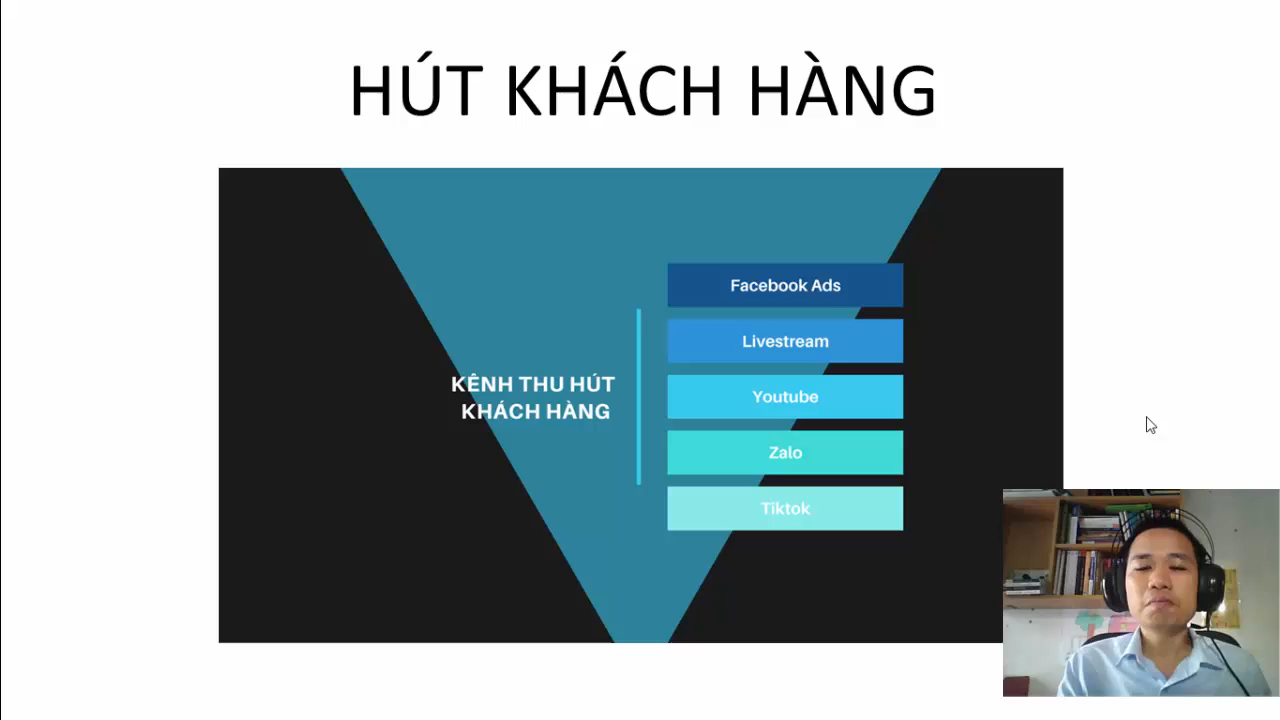 HÚT KHÁCH HÀNG
KÊNH THU HÚT
KHÁCH HÀNG
Facebook Ads
Livestream
Youtube
Zalo
Tiktok